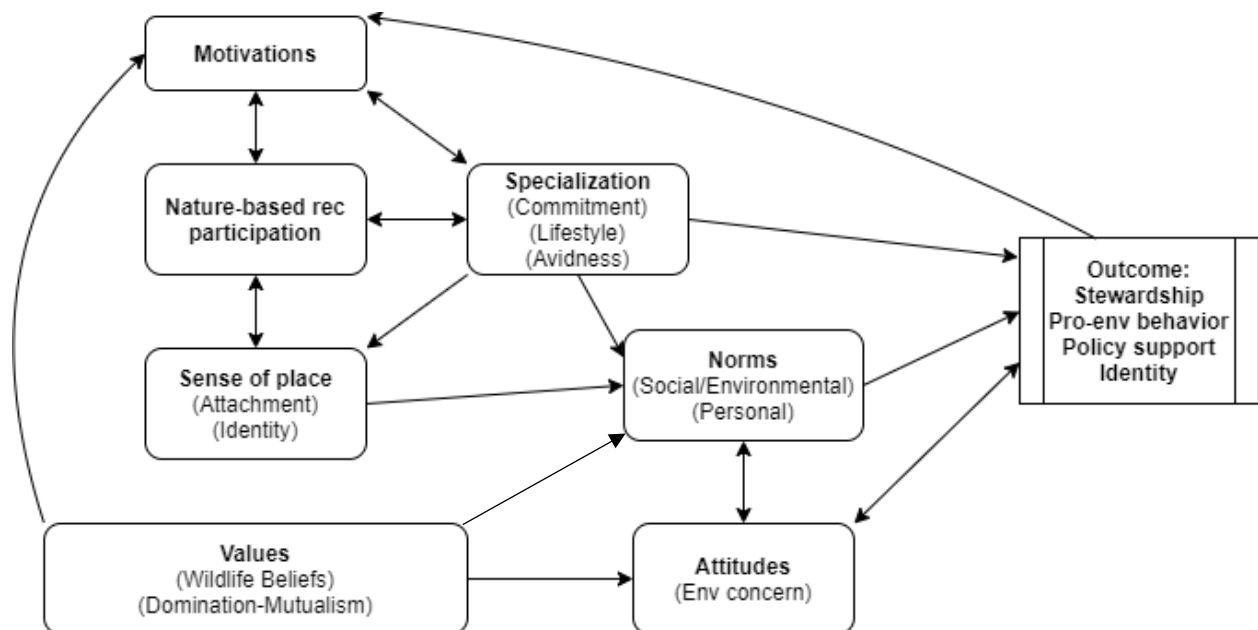 Motivations
Nature-based rec
participation
Specialization
(Commitment)
(Lifestyle)
(Avidness)
Outcome:
Stewardship
Pro-env behavior
Policy support
Identity
Sense of place
(Attachment)
(Identity)
Norms
(Social/Environmental)
(Personal)
Values
(Wildlife Beliefs)
(Domination-Mutualism)
Attitudes
(Env concern)